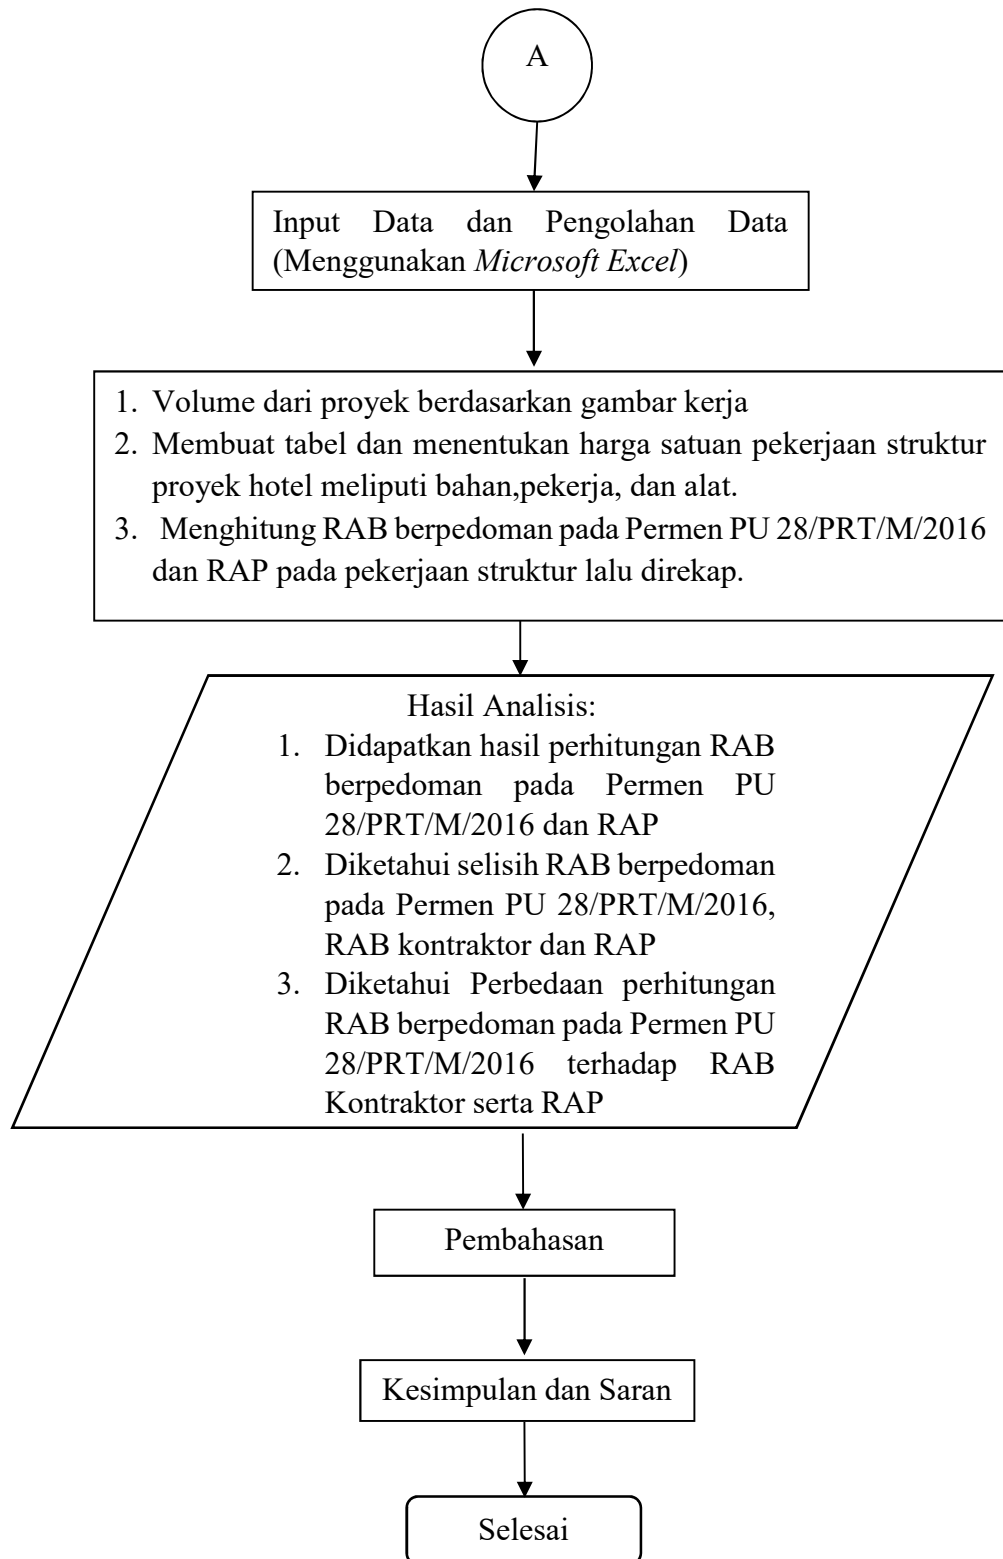 A
Input Data dan Pengolahan Data
(Menggunakan Microsoft Excel)
1. Volume dari proyek berdasarkan gambar kerja
2. Membuat tabel dan menentukan harga satuan pekerjaan struktur
proyek hotel meliputi bahan,pekerja, dan alat.
3. Menghitung RAB berpedoman pada Permen PU 28/PRT/M/2016
dan RAP pada pekerjaan struktur lalu direkap.
Hasil Analisis:
1. Didapatkan hasil perhitungan RAB
berpedoman pada Permen PU
28/PRT/M/2016 dan RAP
2. Diketahui selisih RAB berpedoman
pada Permen PU 28/PRT/M/2016,
RAB kontraktor dan RAP
3. Diketahui Perbedaan perhitungan
RAB berpedoman pada Permen PU
28/PRT/M/2016 terhadap RAB
Kontraktor serta RAP
Pembahasan
Kesimpulan dan Saran
Selesai